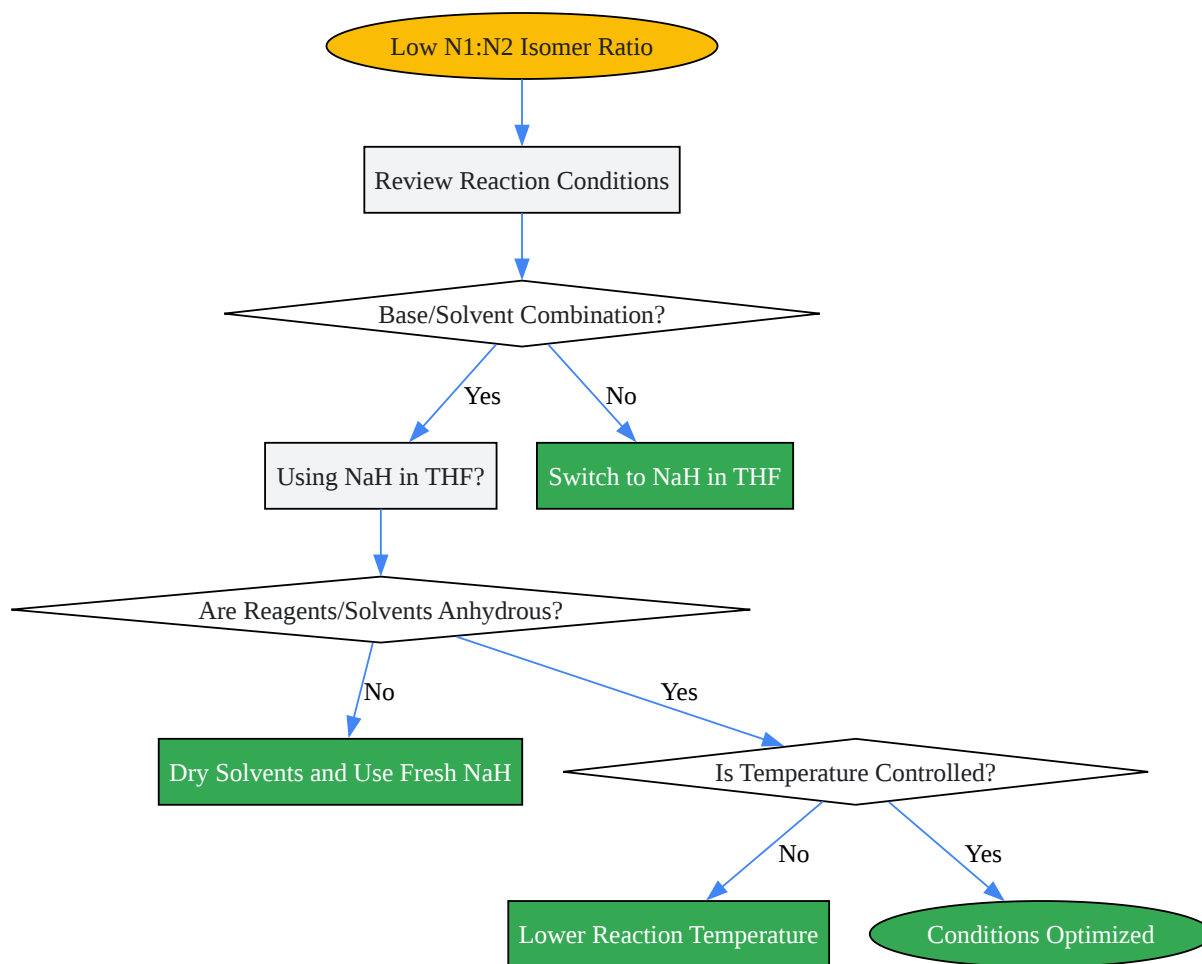 Low N1:N2 Isomer Ratio
Review Reaction Conditions
Base/Solvent Combination?
Yes
No
Using NaH in THF?
Switch to NaH in THF
Are Reagents/Solvents Anhydrous?
No
Yes
Dry Solvents and Use Fresh NaH
Is Temperature Controlled?
No
Yes
Lower Reaction Temperature
Conditions Optimized